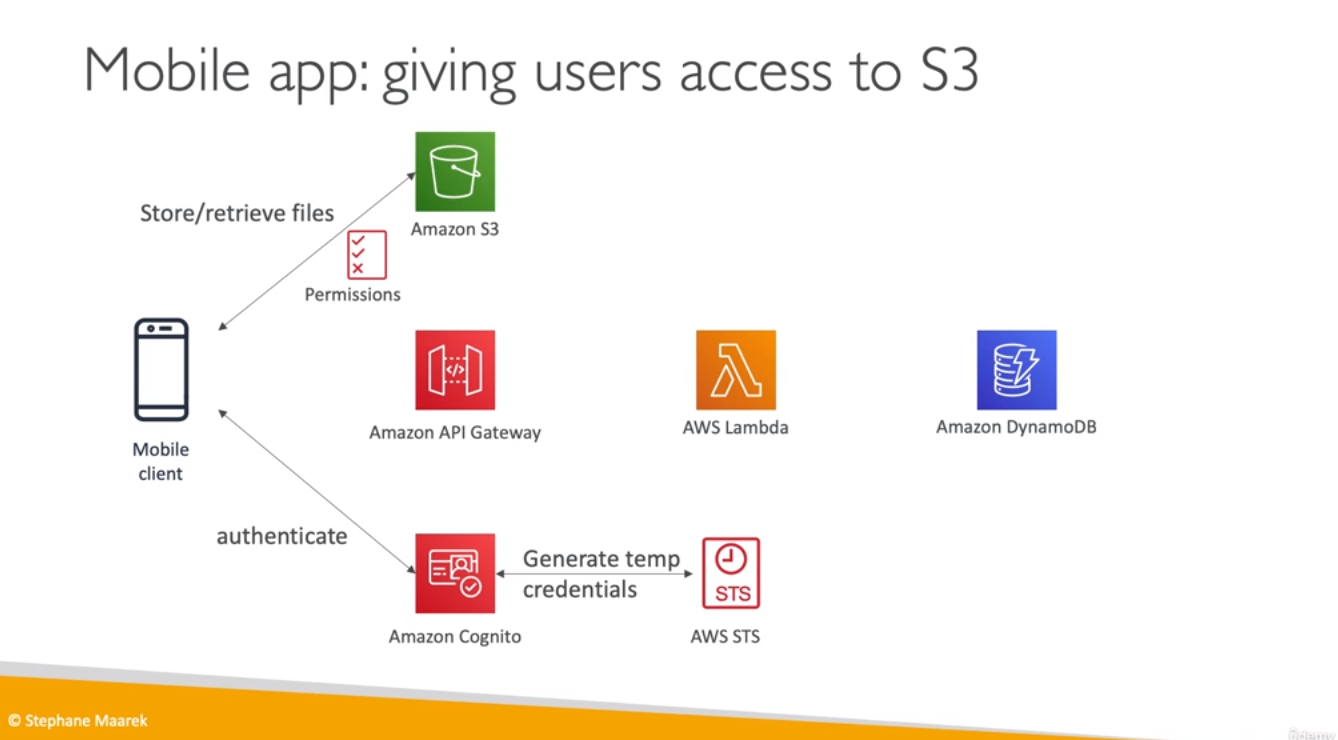 Mobile app: giving users access to S3
Store/retrieve files
Amazon S3
Permissions
</>
Mobile
client
Amazon API Gateway
AWS Lambda
Amazon DynamoDB
authenticate
Generate temp
credentials
STS
Amazon Cognito
AWS STS
© Stephane Maarek
ûdemy